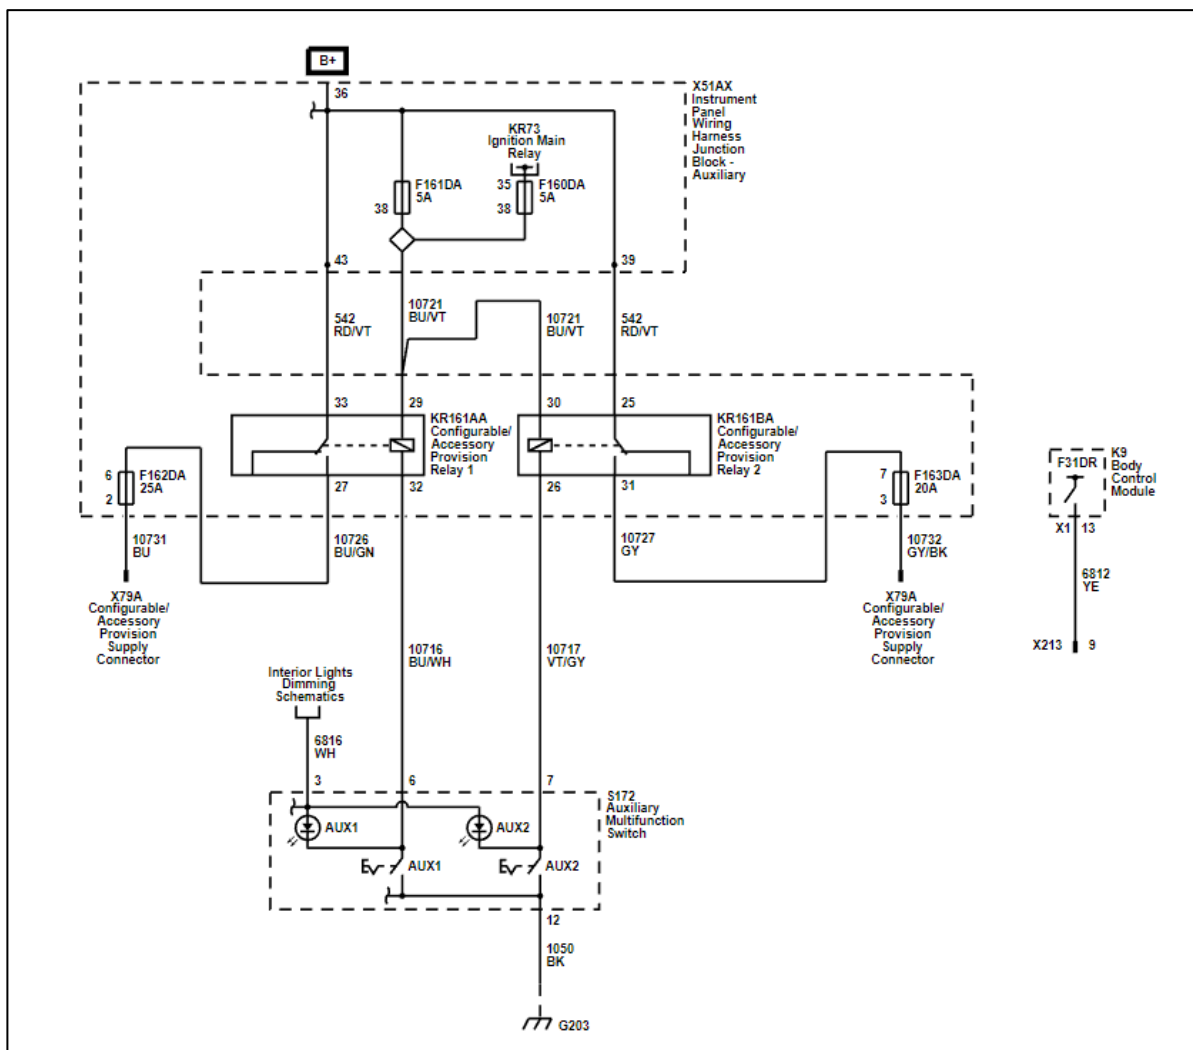 B+
36
X51AX
Instrument
Panel
Wiring
Harness
Junction
Block -
Auxiliary
KR73
Ignition Main
Relay
F161DA
5A
38
35
38
F160DA
5A
43
39
542
RD/VT
10721
BU/VT
10721
BU/VT
542
RD/VT
33
29
KR161AA
Configurable/
Accessory
Provision
Relay 1
30
25
KR161BA
Configurable/
Accessory
Provision
Relay 2
27
32
26
31
6
2
F162DA
25A
7
3
F163DA
20A
K9
Body
Control
Module
F31DR
X1
13
10731
BU
10726
BU/GN
10727
GY
10732
GY/BK
6812
YE
X79A
Configurable/
Accessory
Provision
Supply
Connector
X79A
Configurable/
Accessory
Provision
Supply
Connector
X213
9
10716
BU/WH
10717
VT/GY
Interior Lights
Dimming
Schematics
6816
WH
3
6
7
S172
Auxiliary
Multifunction
Switch
AUX1
AUX2
AUX1
AUX2
12
1050
BK
G203